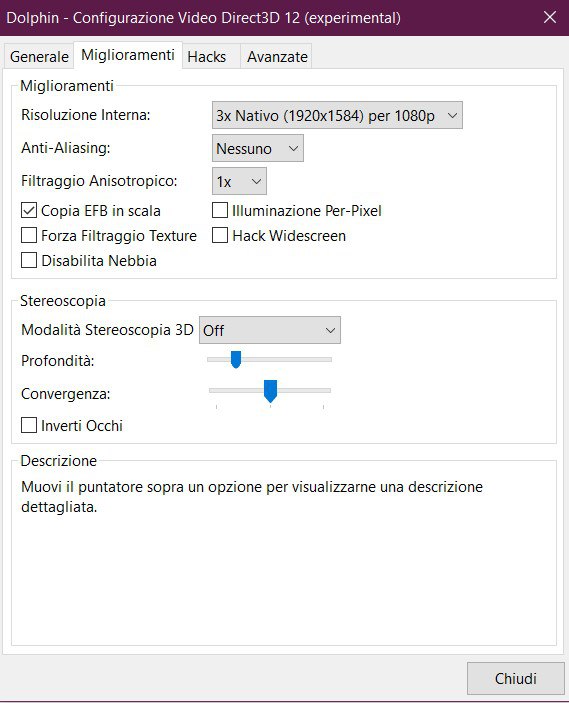 Dolphin - Configurazione Video Direct3D 12 (experimental)
Generale Miglioramenti Hacks Avanzate
Miglioramenti
Risoluzione Interna: 3x Nativo (1920x1584) per 1080p
Anti-Aliasing: Nessuno
Filtraggio Anisotropico: 1x
Copia EFB in scala Illuminazione Per-Pixel
Forza Filtraggio Texture Hack Widescreen
Disabilita Nebbia
Stereoscopia
Modalità Stereoscopia 3D Off
Profondità:
Convergenza:
Inverti Occhi
Descrizione
Muovi il puntatore sopra un opzione per visualizzarne una descrizione
dettagliata.
Chiudi